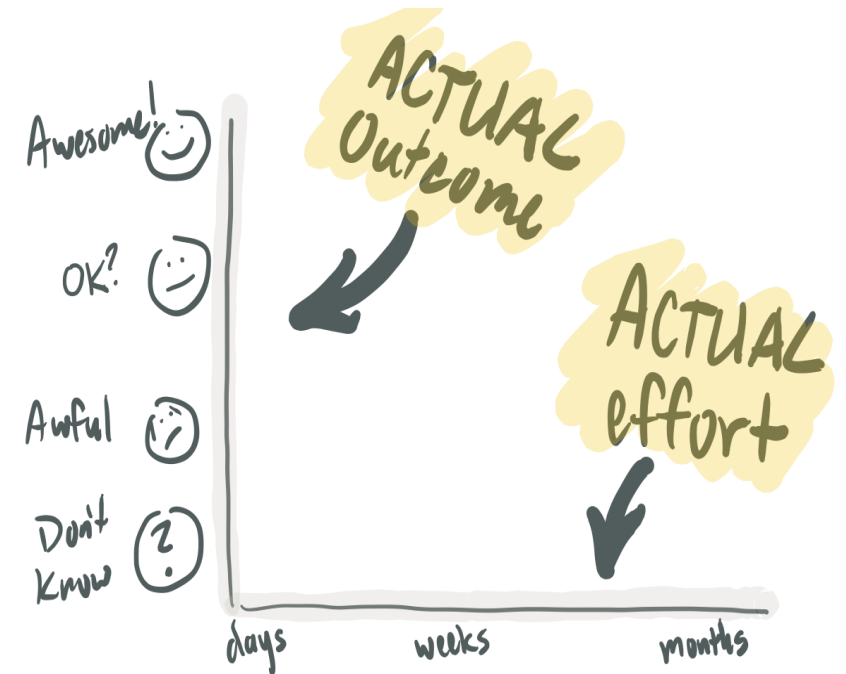 Awesome!
OK?
Awful
Don't
Know
?
ACTUAL
Outcome
ACTUAL
effort
days
weeks
months